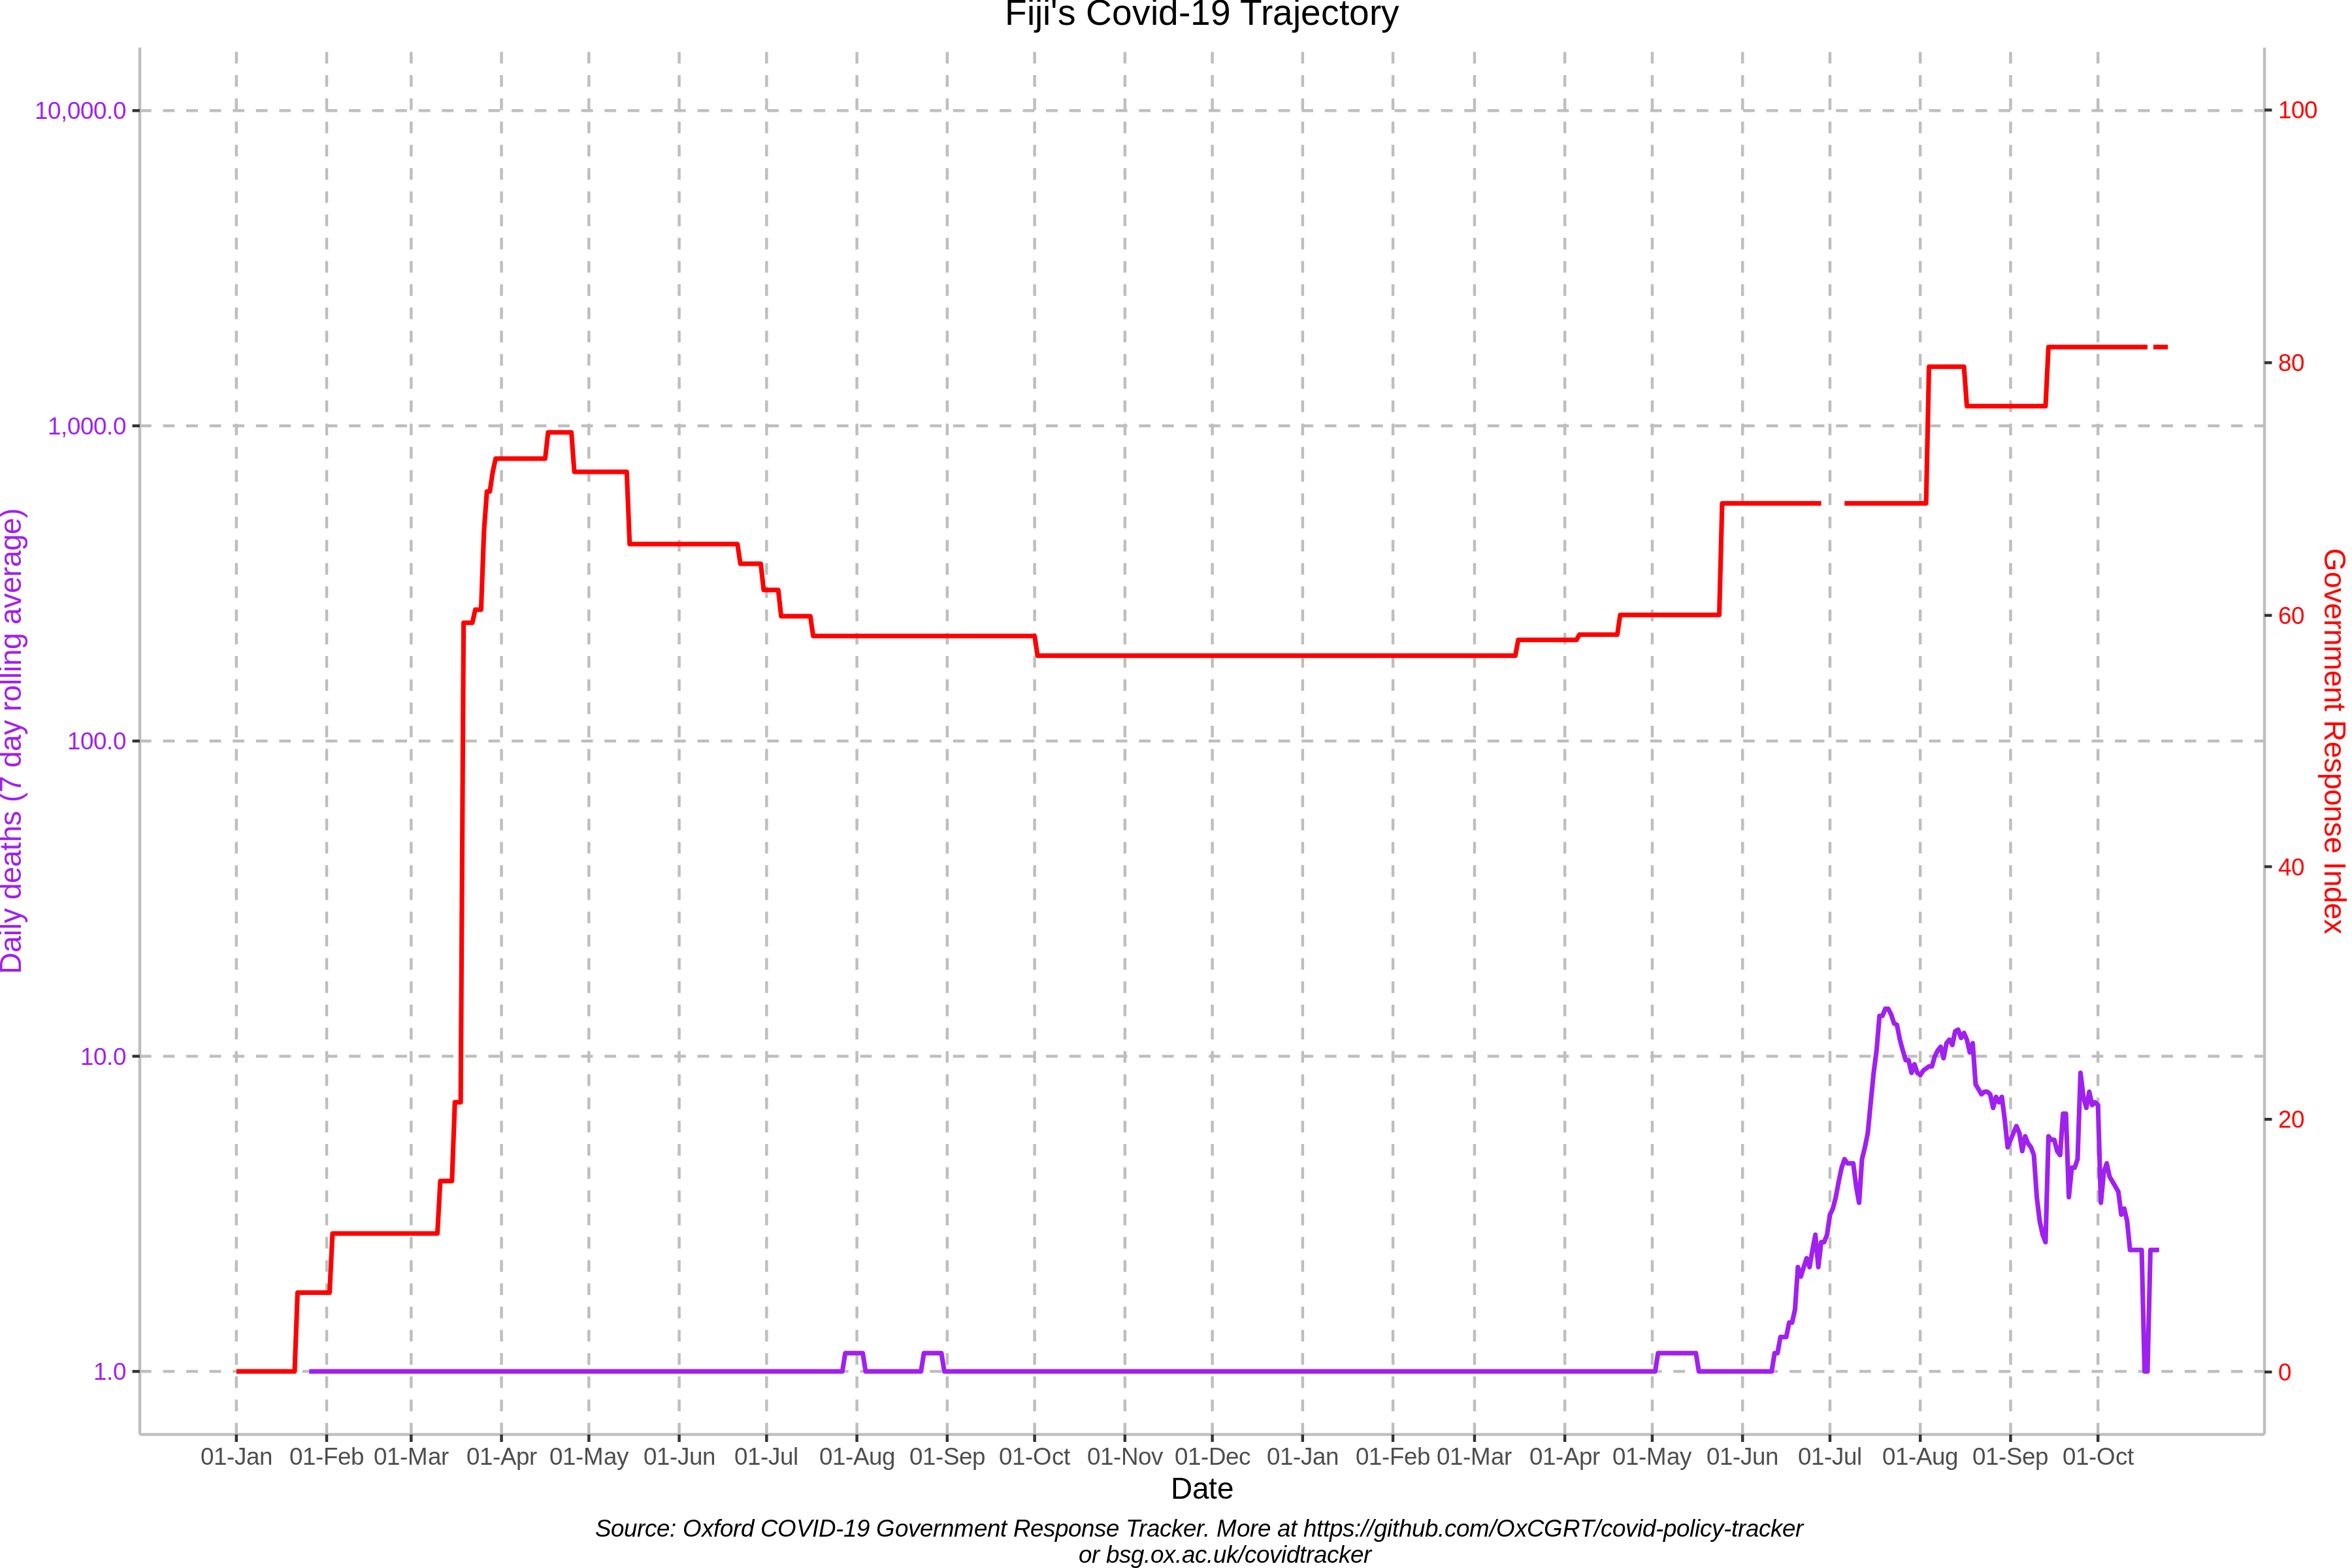 Fiji's Covid-19 Trajectory
10,000.0
1,000.0
100.0
10.0
1.0
Daily deaths (7 day rolling average)
100
80
60
40
20
0
Government Response Index
01-Jan 01-Feb 01-Mar 01-Apr 01-May 01-Jun 01-Jul 01-Aug 01-Sep 01-Oct 01-Nov 01-Dec 01-Jan 01-Feb 01-Mar 01-Apr 01-May 01-Jun 01-Jul 01-Aug 01-Sep 01-Oct
Date
Source: Oxford COVID-19 Government Response Tracker. More at https://github.com/OxCGRT/covid-policy-tracker
or bsg.ox.ac.uk/covidtracker